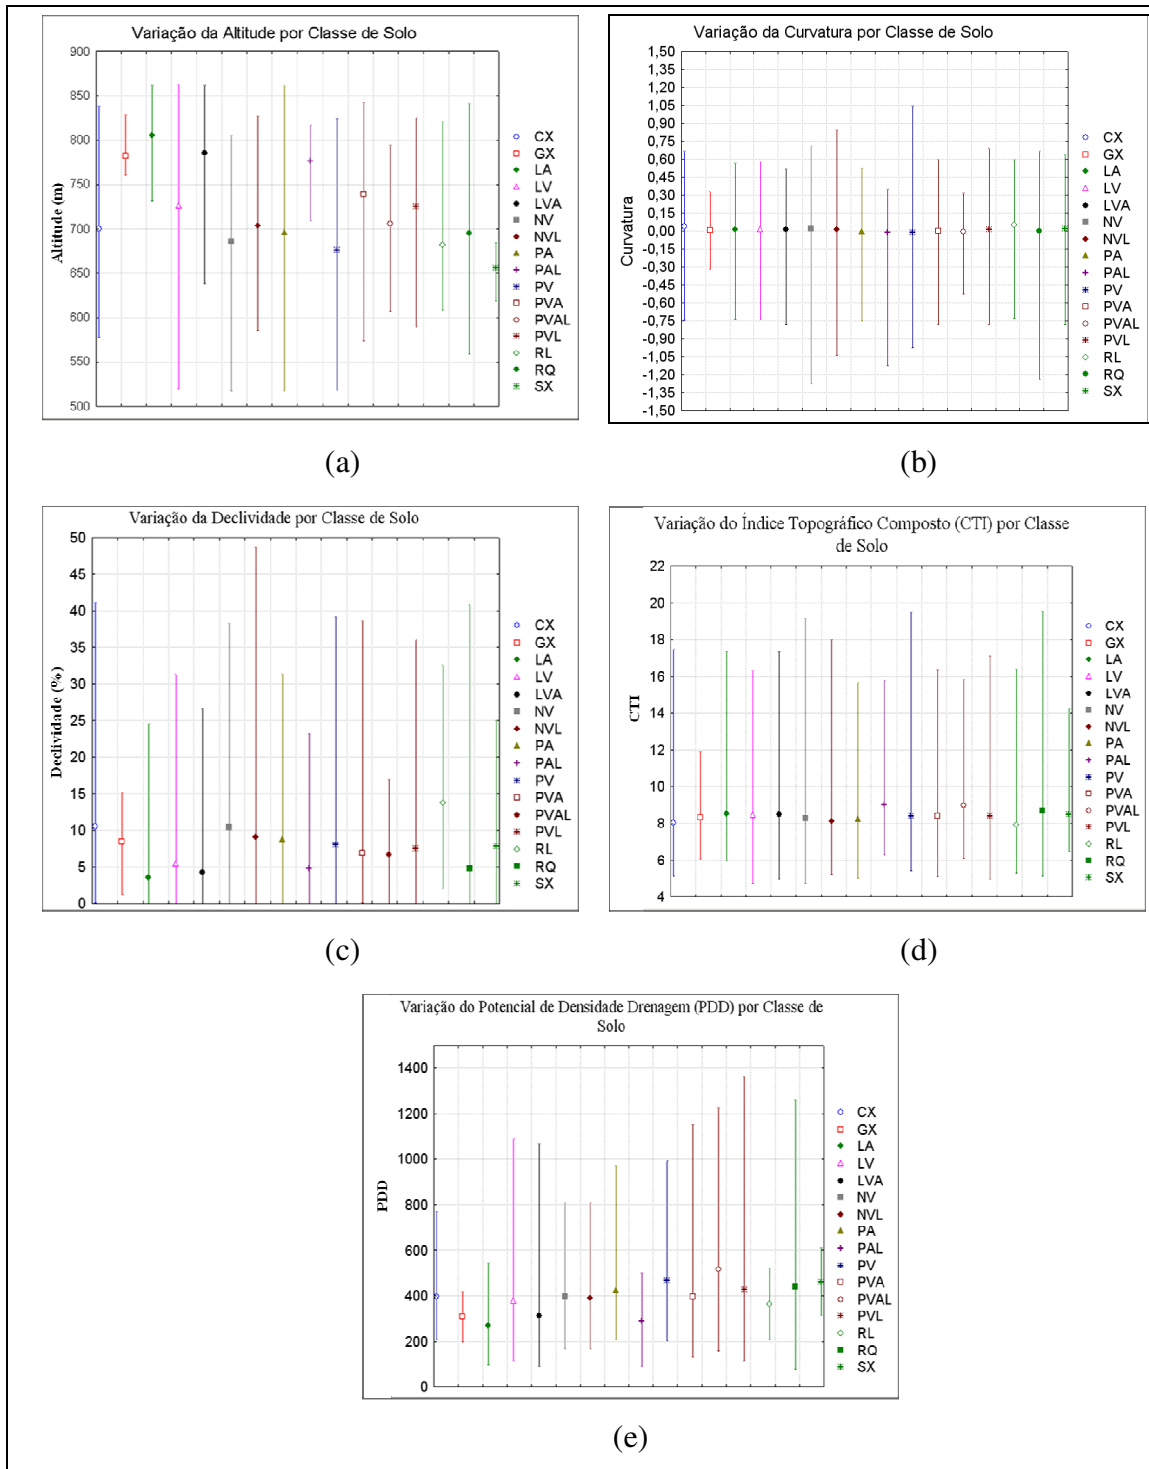 Variação da Altitude por Classe de Solo
Altitude (m)
900
850
800
750
700
650
600
550
500
CX
GX
LA
LV
LVA
NV
NVL
PA
PAL
PV
PVA
PVAL
PVL
RL
RQ
SX
(a)
Variação da Curvatura por Classe de Solo
Curvatura
1,50
1,35
1,20
1,05
0,90
0,75
0,60
0,45
0,30
0,15
0,00
-0,15
-0,30
-0,45
-0,60
-0,75
-0,90
-1,05
-1,20
-1,35
-1,50
CX
GX
LA
LV
LVA
NV
NVL
PA
PAL
PV
PVA
PVAL
PVL
RL
RQ
SX
(b)
Variação da Declividade por Classe de Solo
Declividade (%)
50
45
40
35
30
25
20
15
10
5
0
CX
GX
LA
LV
LVA
NV
NVL
PA
PAL
PV
PVA
PVAL
PVL
RL
RQ
SX
(c)
Variação do Índice Topográfico Composto (CTI) por Classe
de Solo
CTI
22
20
18
16
14
12
10
8
6
4
CX
GX
LA
LV
LVA
NV
NVL
PA
PAL
PV
PVA
PVAL
PVL
RL
RQ
SX
(d)
Variação do Potencial de Densidade Drenagem (PDD) por Classe de
Solo
PDD
1400
1200
1000
800
600
400
200
0
CX
GX
LA
LV
LVA
NV
NVL
PA
PAL
PV
PVA
PVAL
PVL
RL
RQ
SX
(e)